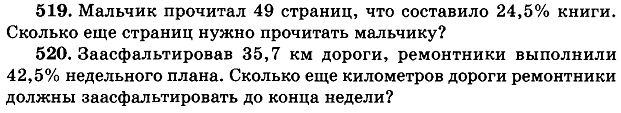 519. Мальчик прочитал 49 страниц, что составило 24,5% книги.
Сколько еще страниц нужно прочитать мальчику?
520. Заасфальтировав 35,7 км дороги, ремонтники выполнили
42,5% недельного плана. Сколько еще километров дороги ремонтники
должны заасфальтировать до конца недели?